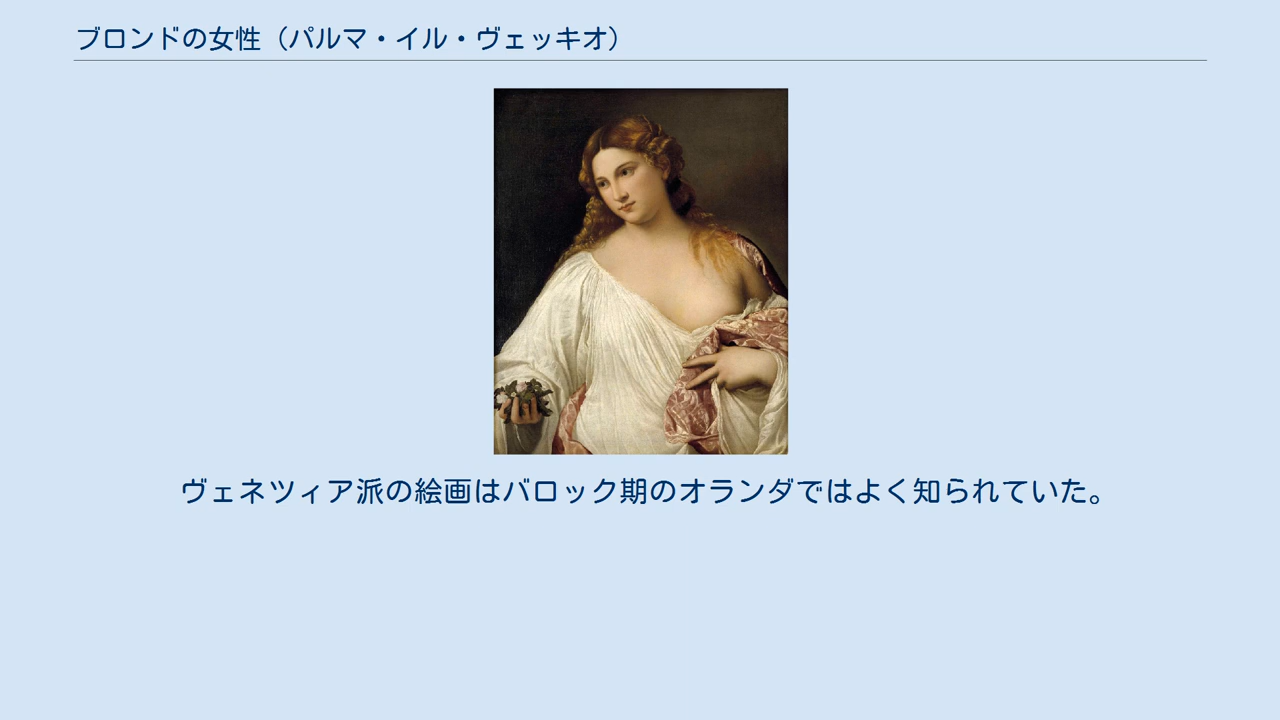 ブロンドの女性（パルマ・イル・ヴェッキオ）
ヴェネツィア派の絵画はバロック期のオランダではよく知られていた。